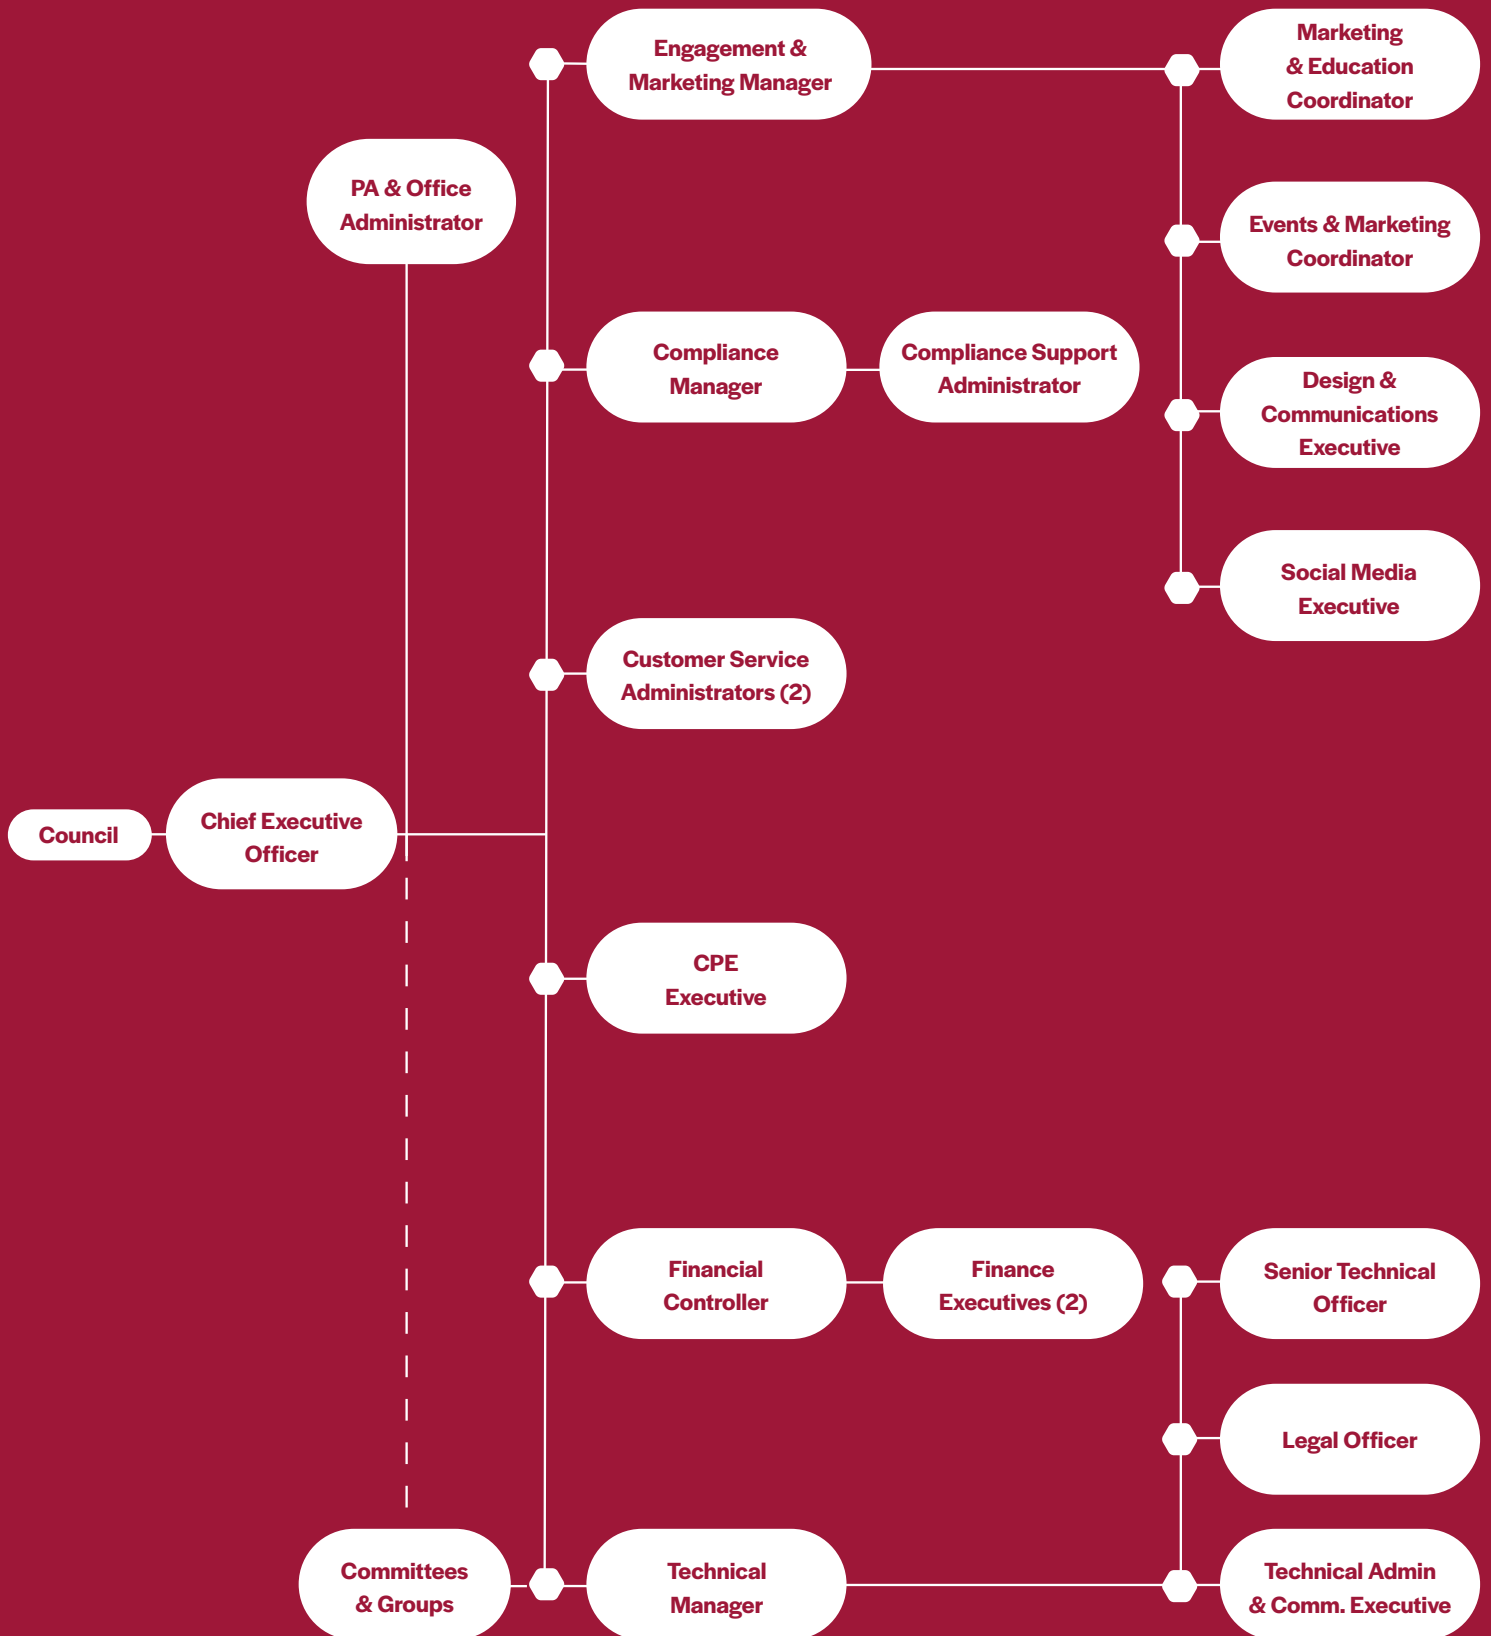 Engagement &
Marketing Manager
Marketing
& Education
Coordinator
PA & Office
Administrator
Events & Marketing
Coordinator
Compliance
Manager
Compliance Support
Administrator
Design &
Communications
Executive
Social Media
Executive
Customer Service
Administrators (2)
Council
Chief Executive
Officer
CPE
Executive
Financial
Controller
Finance
Executives (2)
Senior Technical
Officer
Legal Officer
Committees
& Groups
Technical
Manager
Technical Admin
& Comm. Executive